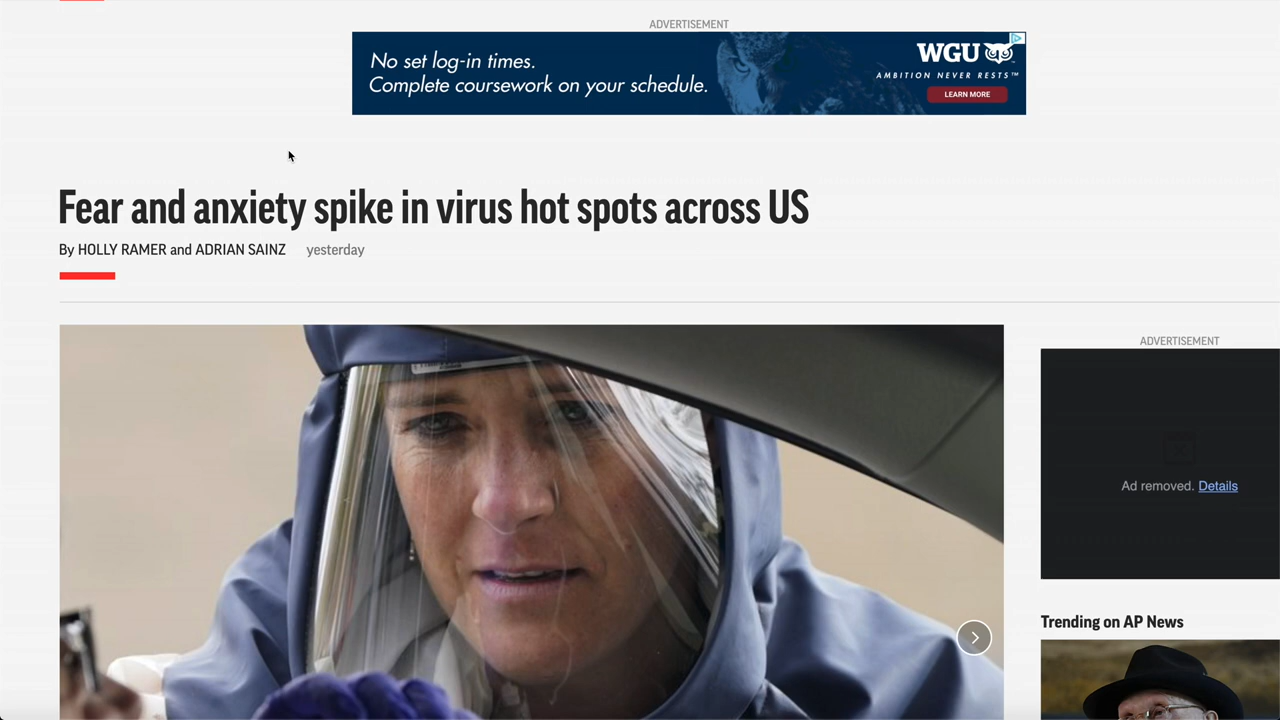 ADVERTISEMENT
No set log-in times.
Complete coursework on your schedule.
WGU
AMBITION NEVER RESTS™
LEARN MORE
Fear and anxiety spike in virus hot spots across US
By HOLLY RAMER and ADRIAN SAINZ yesterday
ADVERTISEMENT
Ad removed. Details
Trending on AP News